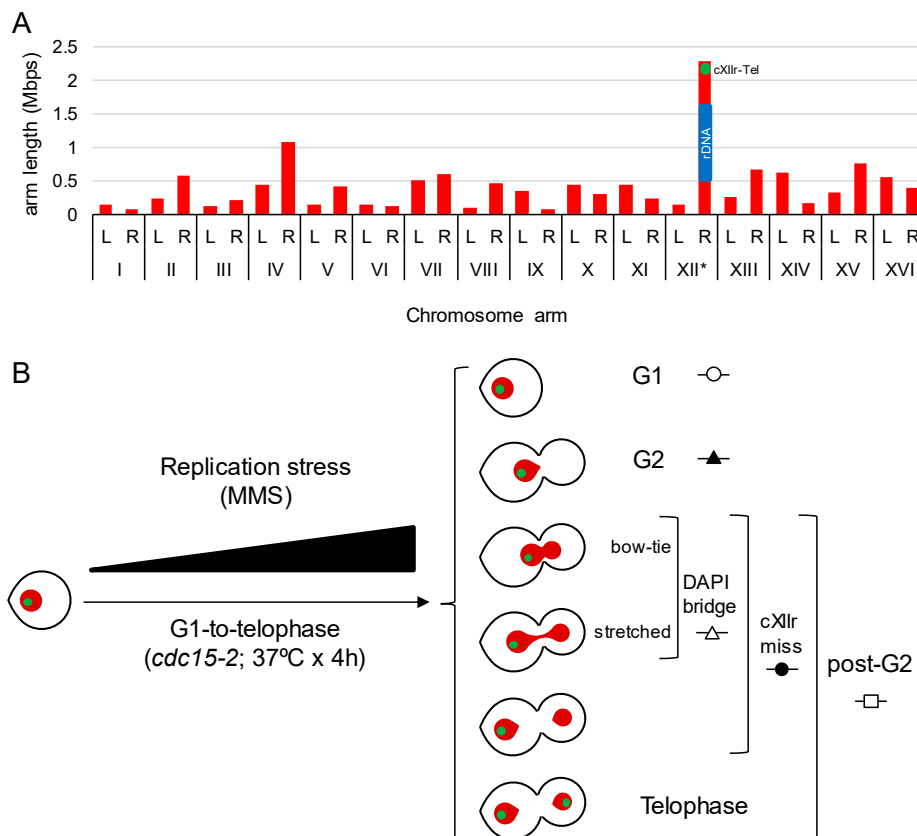 A
arm length (Mbps)
2.5
2
1.5
1
0.5
0
cXIIr-Tel
rDNA
L R L R L R L R L R L R L R L R L R L R L R L R L R L R L R L R
I II III IV V VI VII VIII IX X XI XII* XIII XIV XV XVI
Chromosome arm
B
Replication stress
(MMS)
G1-to-telophase
(cdc15-2; 37ºC x 4h)
G1
G2
bow-tie
stretched
DAPI
bridge
cXIIr
miss
post-G2
Telophase